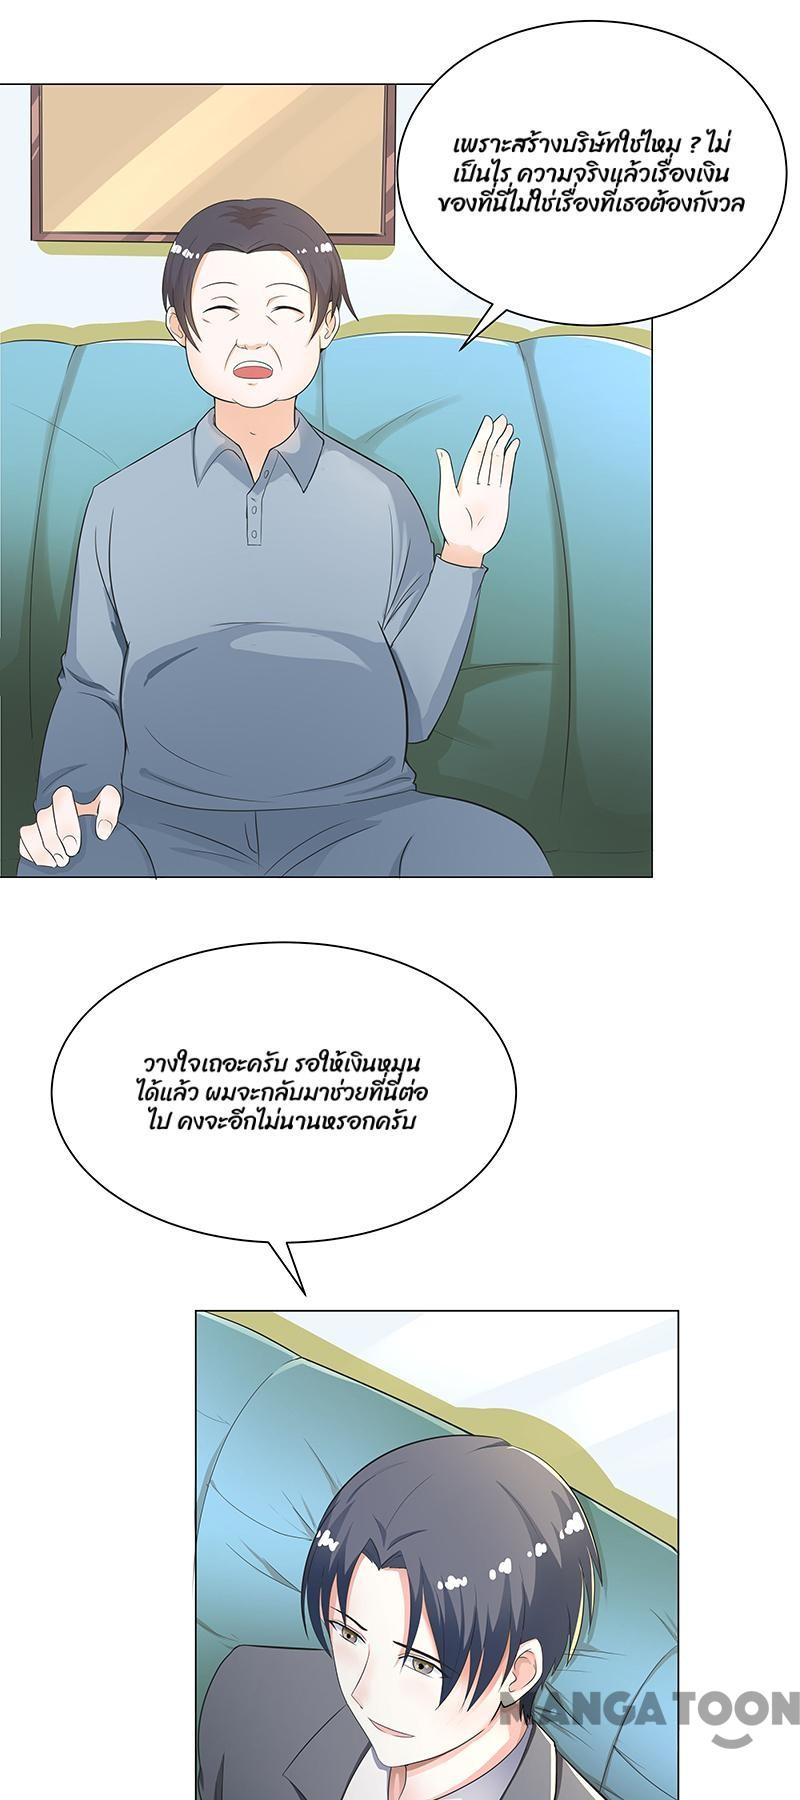 เพราะสร้างบริษัทใช่ไหม ? ไม่
เป็นไร ความจริงแล้วเรื่องเงิน
ของที่นี่ไม่ใช่เรื่องที่เธอต้องกังวล
วางใจเถอะครับ รอให้เงินหมุน
ได้แล้ว ผมจะกลับมาช่วยที่นี่ต่อ
ไป คงจะอีกไม่นานหรอกครับ
MANGATOON